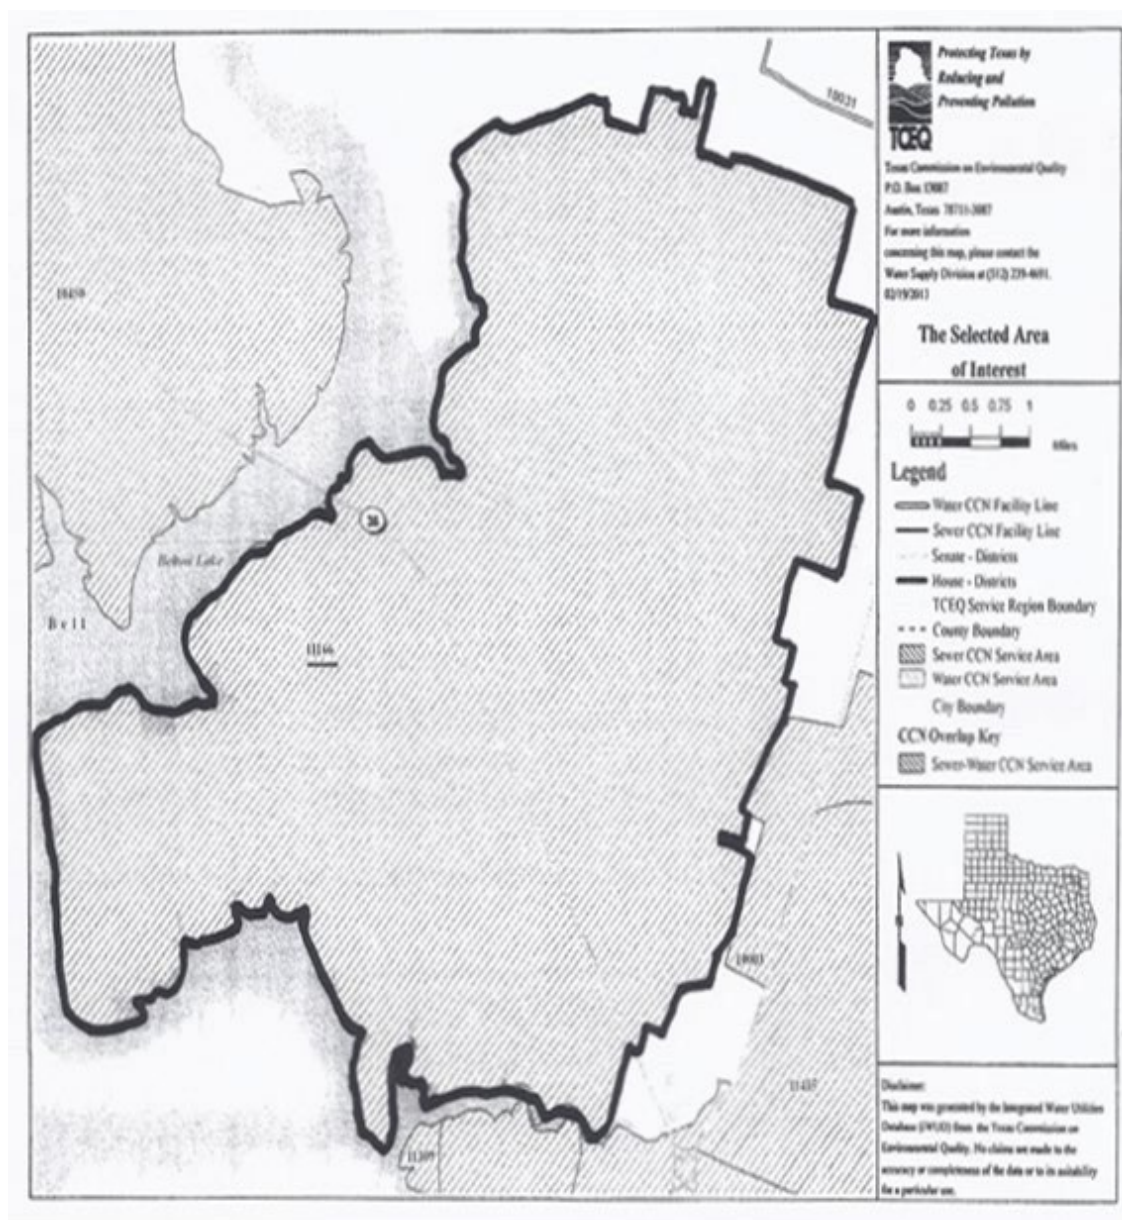 Protecting Texas by
Reducing and
Preventing Pollution
TCEQ
Texas Commission on Environmental Quality
P.O. Box 13087
Austin, Texas 78711-3087
For more information
concerning this map, please contact the
Water Supply Division at (512) 239-4691.
02/19/2013
The Selected Area
of Interest
0 0.25 0.5 0.75 1
Miles
Legend
Water CCN Facility Line
Sewer CCN Facility Line
Senate - Districts
House - Districts
TCEQ Service Region Boundary
County Boundary
Sewer CCN Service Area
Water CCN Service Area
City Boundary
CCN Overlap Key
Sewer-Water CCN Service Area
Disclaimer:
This map was generated by the Integrated Water Utilities
Database (IWUD) from the Texas Commission on
Environmental Quality. No claims are made to the
accuracy or completeness of the data or to its suitability
for a particular use.
10031
Belton Lake
Bell
36
11166